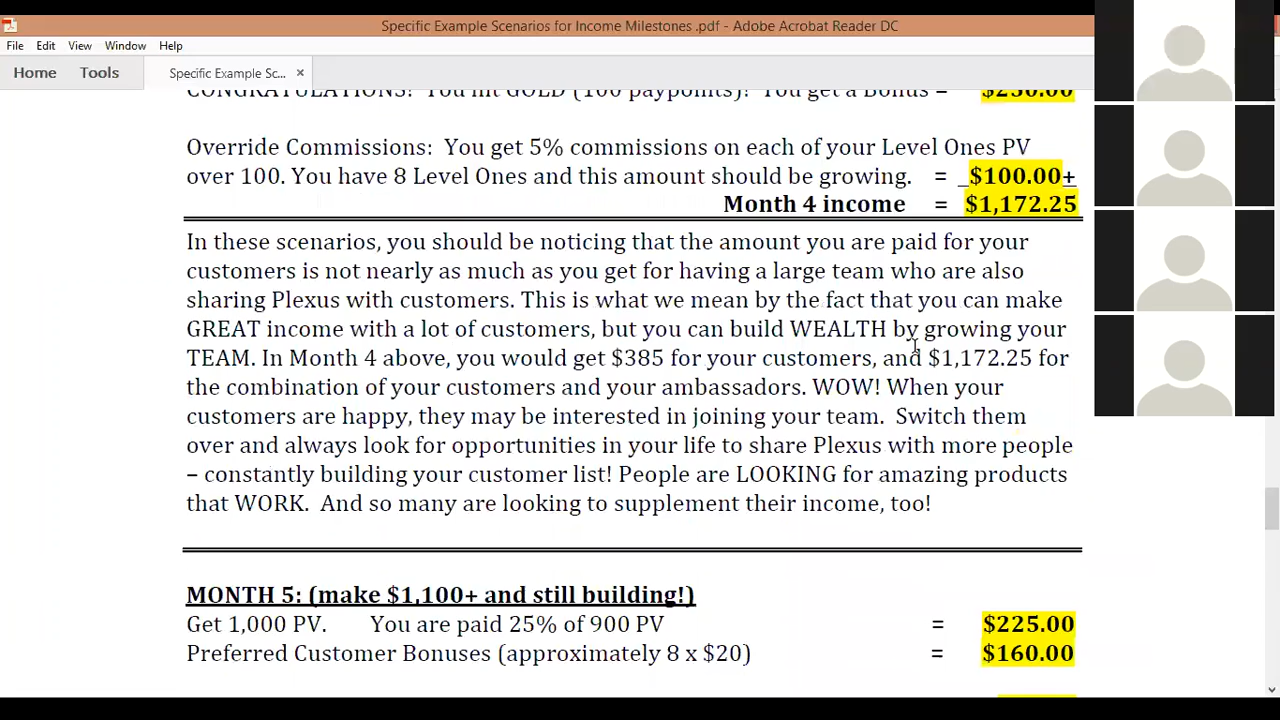 Specific Example Scenarios for Income Milestones .pdf - Adobe Acrobat Reader DC
File Edit View Window Help
Home Tools Specific Example Sc... ×
CONGRATULATIONS! You hit GOLD (100 paypoints)! You get a Bonus = $250.00
Override Commissions: You get 5% commissions on each of your Level Ones PV
over 100. You have 8 Level Ones and this amount should be growing. = _$100.00+
Month 4 income = $1,172.25
In these scenarios, you should be noticing that the amount you are paid for your
customers is not nearly as much as you get for having a large team who are also
sharing Plexus with customers. This is what we mean by the fact that you can make
GREAT income with a lot of customers, but you can build WEALTH by growing your
TEAM. In Month 4 above, you would get $385 for your customers, and $1,172.25 for
the combination of your customers and your ambassadors. WOW! When your
customers are happy, they may be interested in joining your team. Switch them
over and always look for opportunities in your life to share Plexus with more people
– constantly building your customer list! People are LOOKING for amazing products
that WORK. And so many are looking to supplement their income, too!
MONTH 5: (make $1,100+ and still building!)
Get 1,000 PV. You are paid 25% of 900 PV = $225.00
Preferred Customer Bonuses (approximately 8 x $20) = $160.00